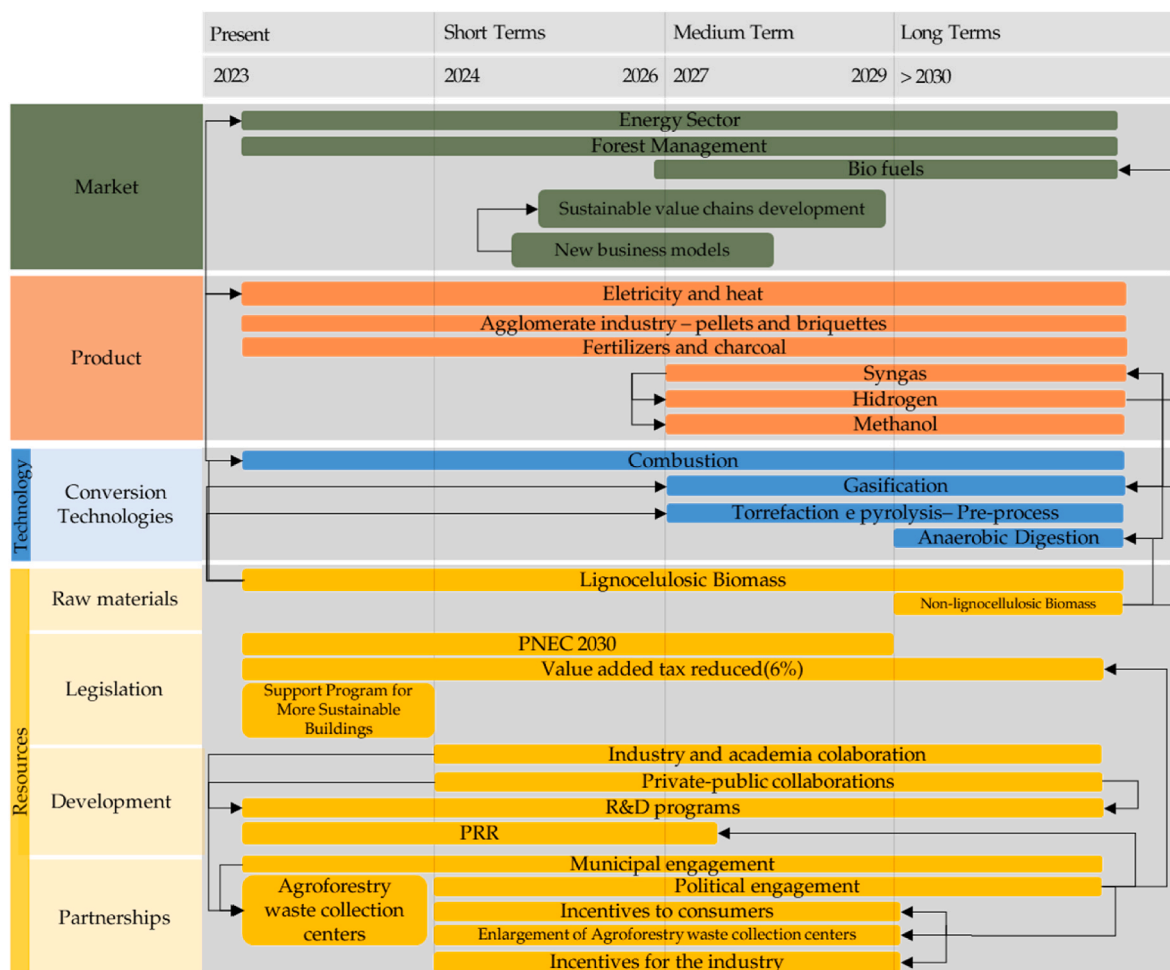 Present
Short Terms
Medium Term
Long Terms
2023
2024
2026
2027
2029
> 2030
Market
Energy Sector
Forest Management
Bio fuels
Sustainable value chains development
New business models
Product
Eletricity and heat
Agglomerate industry – pellets and briquettes
Fertilizers and charcoal
Syngas
Hidrogen
Methanol
Technology
Conversion
Technologies
Combustion
Gasification
Torrefaction e pyrolysis– Pre-process
Anaerobic Digestion
Resources
Raw materials
Lignocelulosic Biomass
Non-lignocellulosic Biomass
Legislation
PNEC 2030
Value added tax reduced(6%)
Support Program for
More Sustainable
Buildings
Development
Industry and academia colaboration
Private-public collaborations
R&D programs
PRR
Partnerships
Municipal engagement
Agroforestry
waste collection
centers
Political engagement
Incentives to consumers
Enlargement of Agroforestry waste collection centers
Incentives for the industry